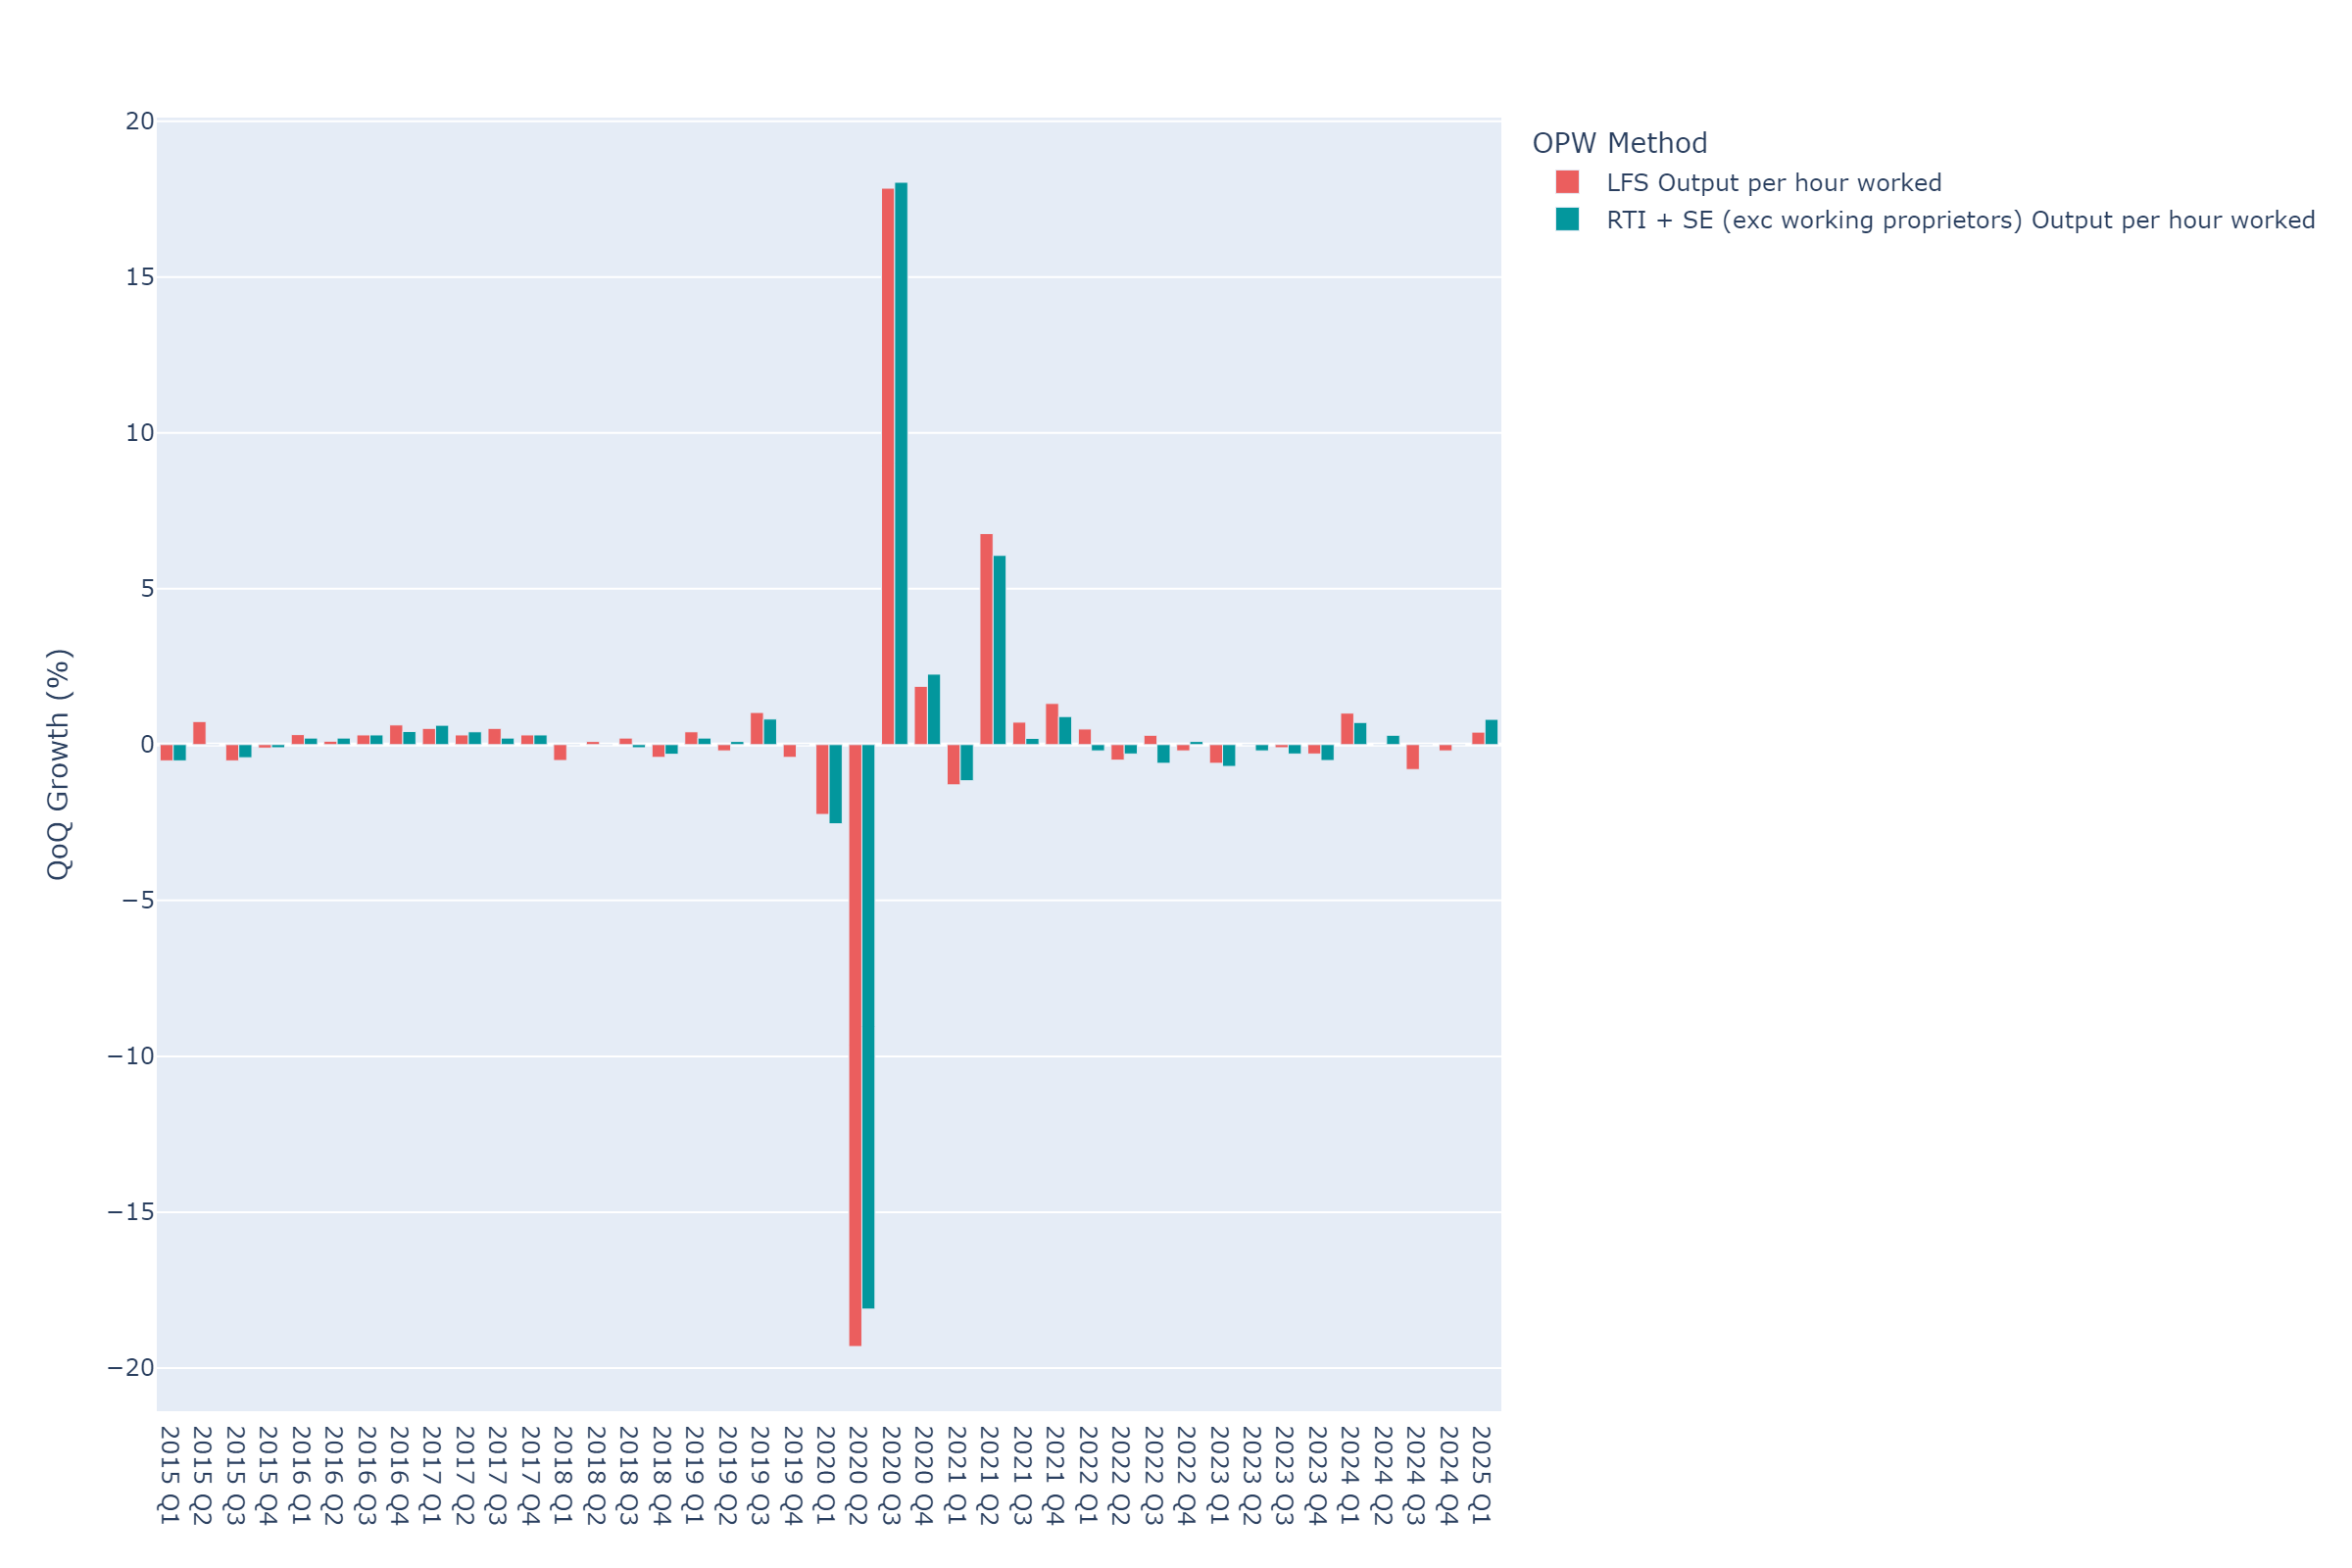 OPW Method
LFS Output per hour worked
RTI + SE (exc working proprietors) Output per hour worked
QoQ Growth (%)
20
15
10
5
0
−5
−10
−15
−20
2015 Q1
2015 Q2
2015 Q3
2015 Q4
2016 Q1
2016 Q2
2016 Q3
2016 Q4
2017 Q1
2017 Q2
2017 Q3
2017 Q4
2018 Q1
2018 Q2
2018 Q3
2018 Q4
2019 Q1
2019 Q2
2019 Q3
2019 Q4
2020 Q1
2020 Q2
2020 Q3
2020 Q4
2021 Q1
2021 Q2
2021 Q3
2021 Q4
2022 Q1
2022 Q2
2022 Q3
2022 Q4
2023 Q1
2023 Q2
2023 Q3
2023 Q4
2024 Q1
2024 Q2
2024 Q3
2024 Q4
2025 Q1